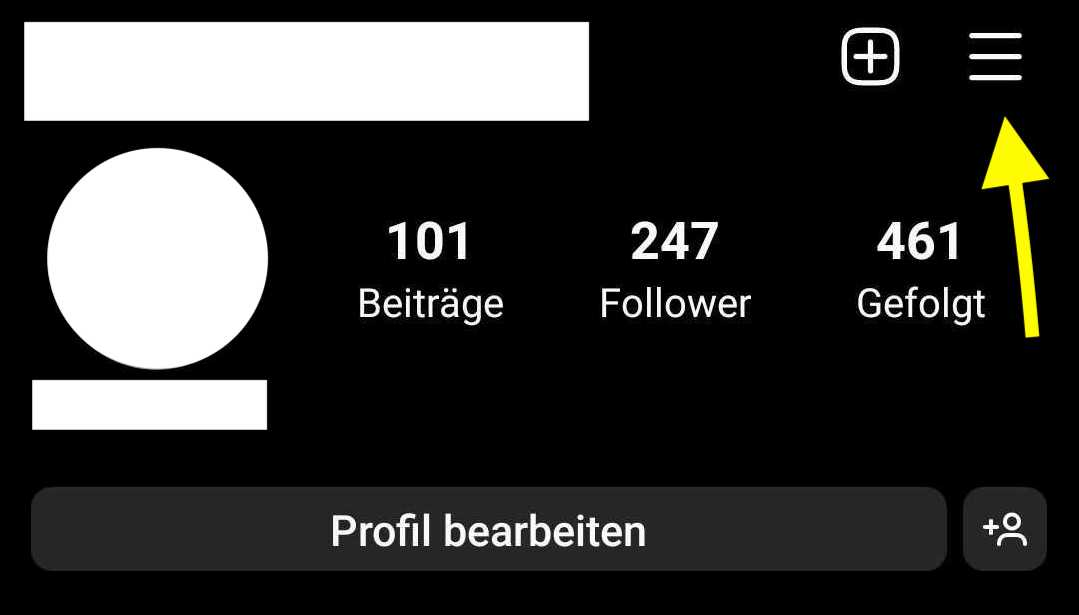 101 247 461
Beiträge Follower Gefolgt
Profil bearbeiten